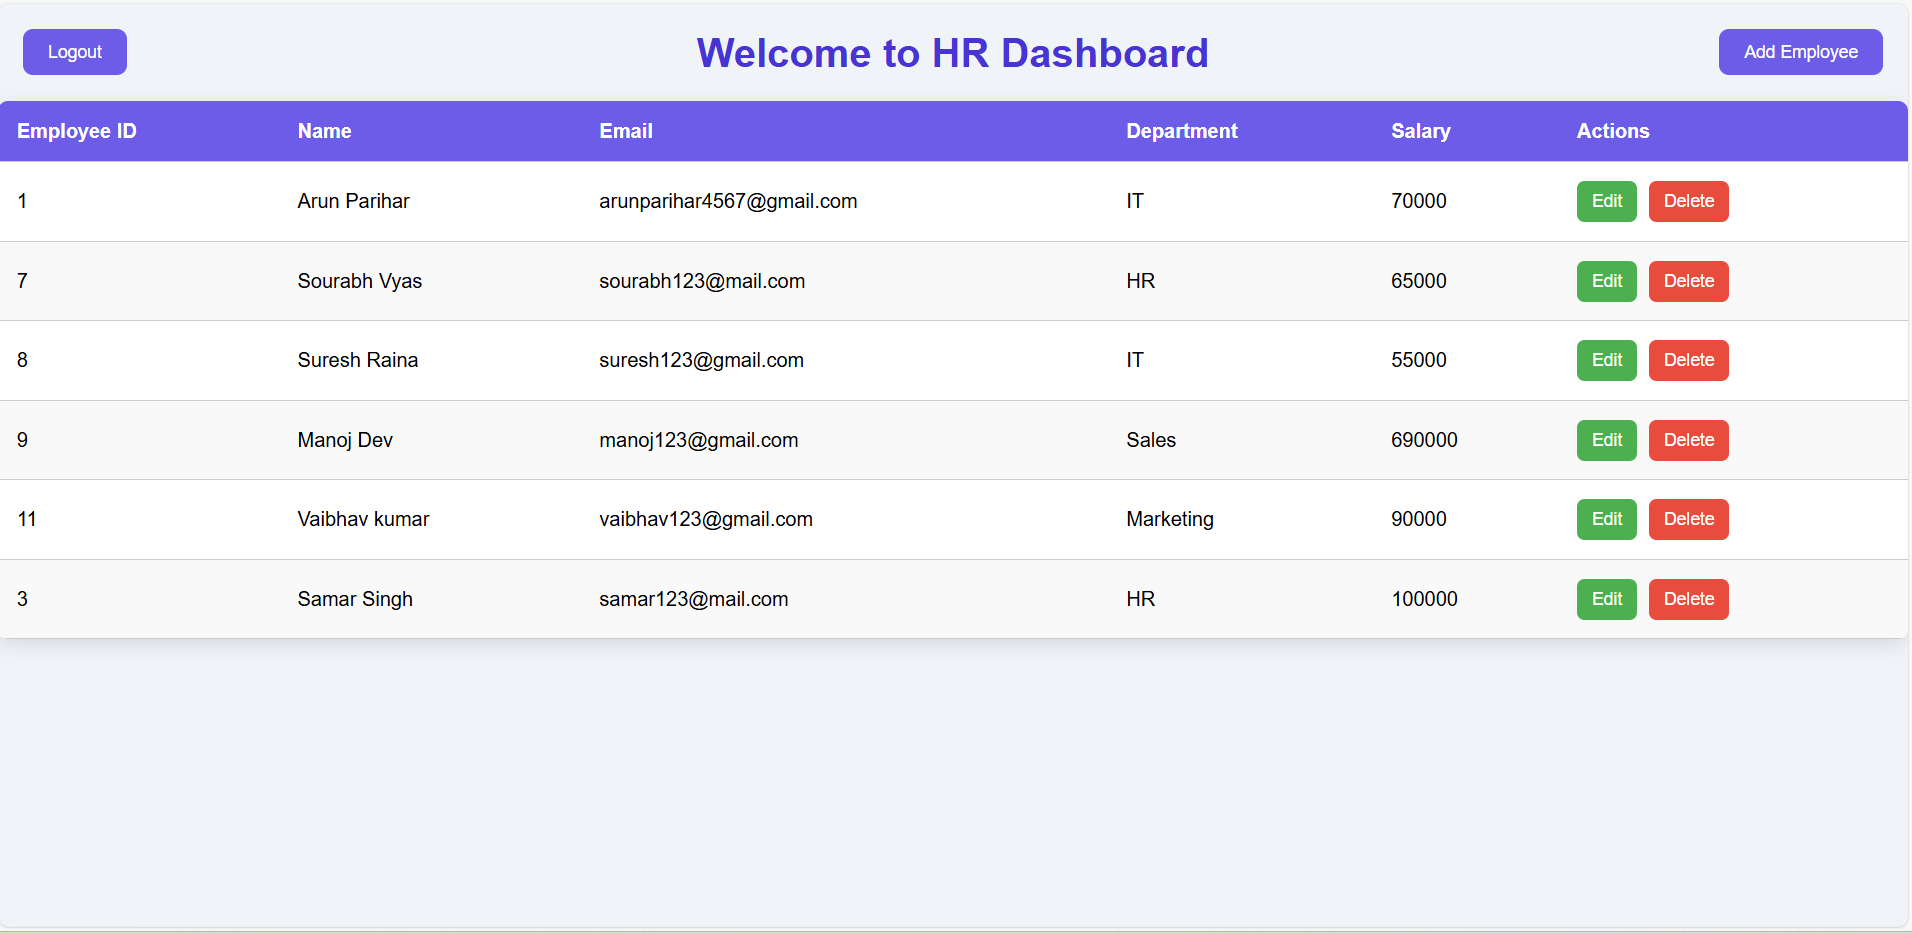 Logout Welcome to HR Dashboard Add Employee
Employee ID Name Email Department Salary Actions
1 Arun Parihar arunparihar4567@gmail.com IT 70000 Edit Delete
7 Sourabh Vyas sourabh123@mail.com HR 65000 Edit Delete
8 Suresh Raina suresh123@gmail.com IT 55000 Edit Delete
9 Manoj Dev manoj123@gmail.com Sales 690000 Edit Delete
11 Vaibhav kumar vaibhav123@gmail.com Marketing 90000 Edit Delete
3 Samar Singh samar123@mail.com HR 100000 Edit Delete